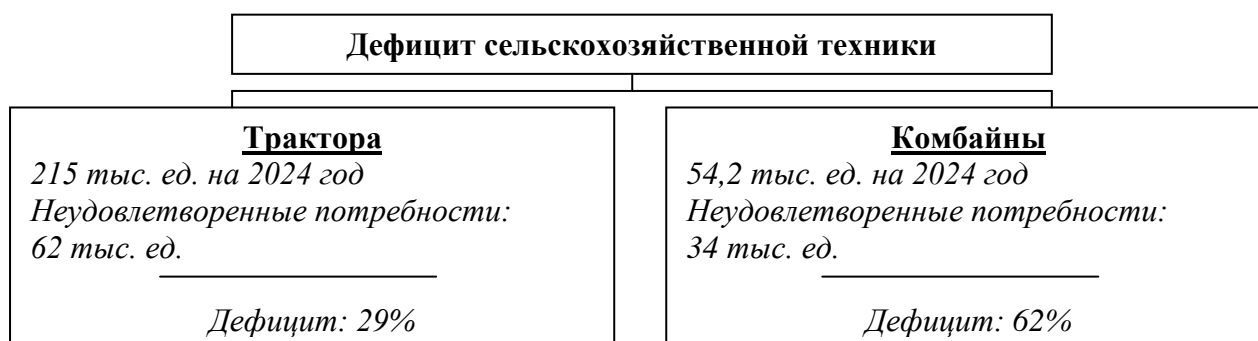 Дефицит сельскохозяйственной техники
Трактора
215 тыс. ед. на 2024 год
Неудовлетворенные потребности:
62 тыс. ед.
Дефицит: 29%
Комбайны
54,2 тыс. ед. на 2024 год
Неудовлетворенные потребности:
34 тыс. ед.
Дефицит: 62%